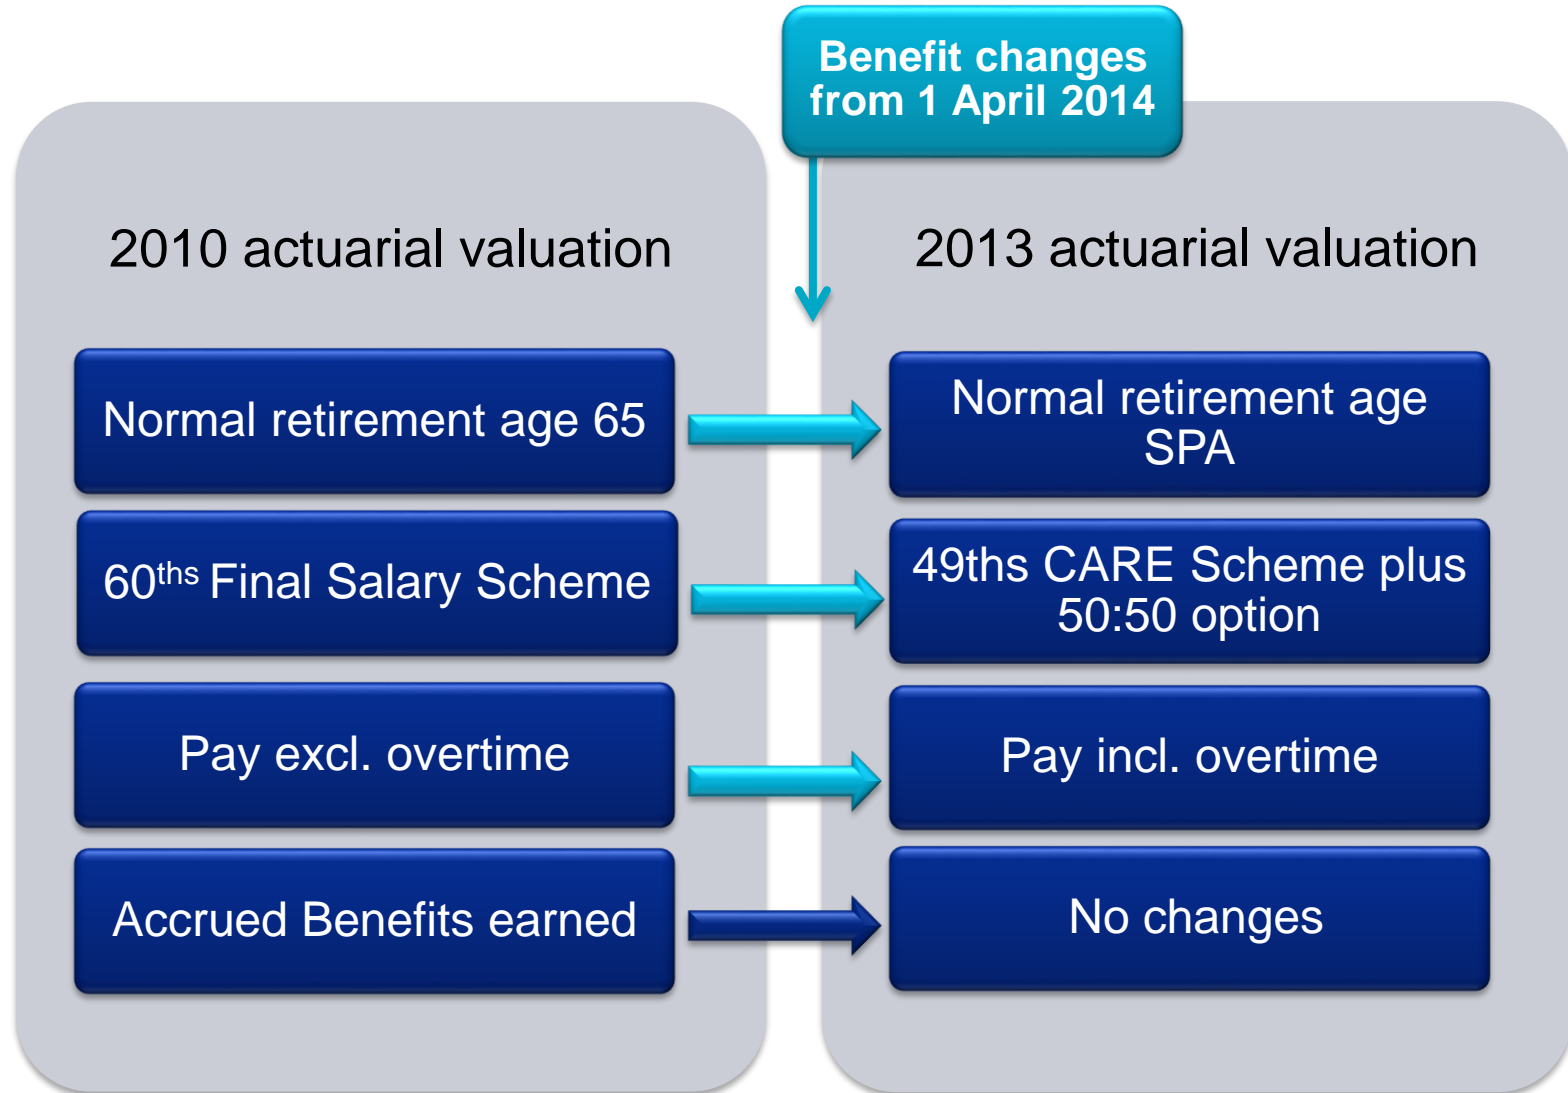 Benefit changes
from 1 April 2014
2010 actuarial valuation
Normal retirement age 65
60ths Final Salary Scheme
Pay excl. overtime
Accrued Benefits earned
2013 actuarial valuation
Normal retirement age
SPA
49ths CARE Scheme plus
50:50 option
Pay incl. overtime
No changes